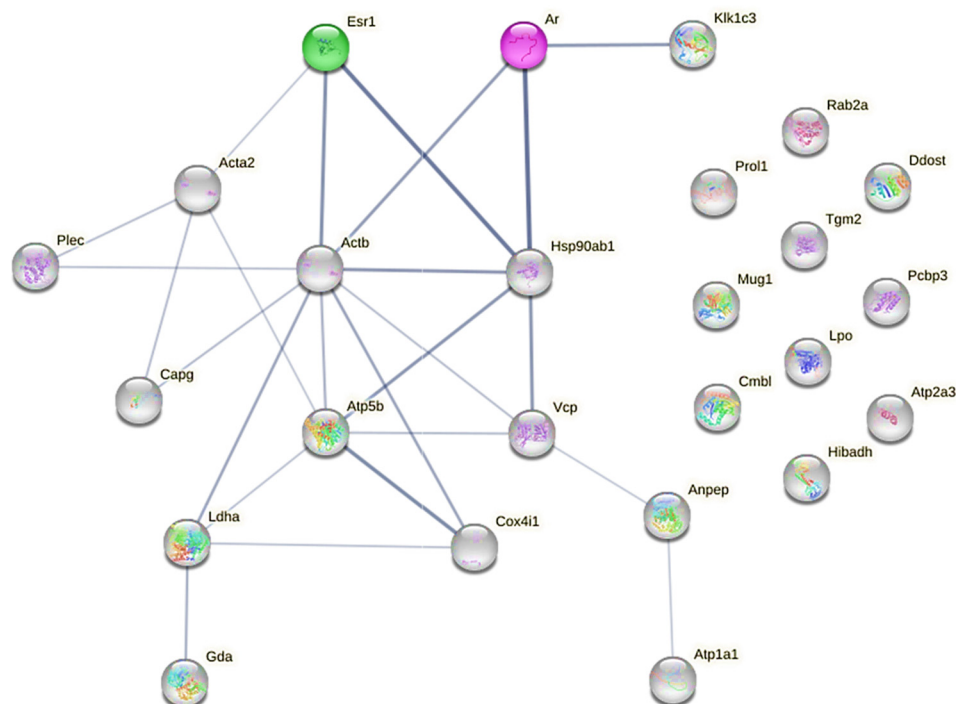 Esr1
Ar
Klk1c3
Rab2a
Acta2
Prol1
Ddost
Tgm2
Plec
Actb
Hsp90ab1
Mug1
Pcbp3
Lpo
Capg
Cmbl
Atp2a3
Atp5b
Vcp
Hibadh
Anpep
Ldha
Cox4i1
Gda
Atp1a1